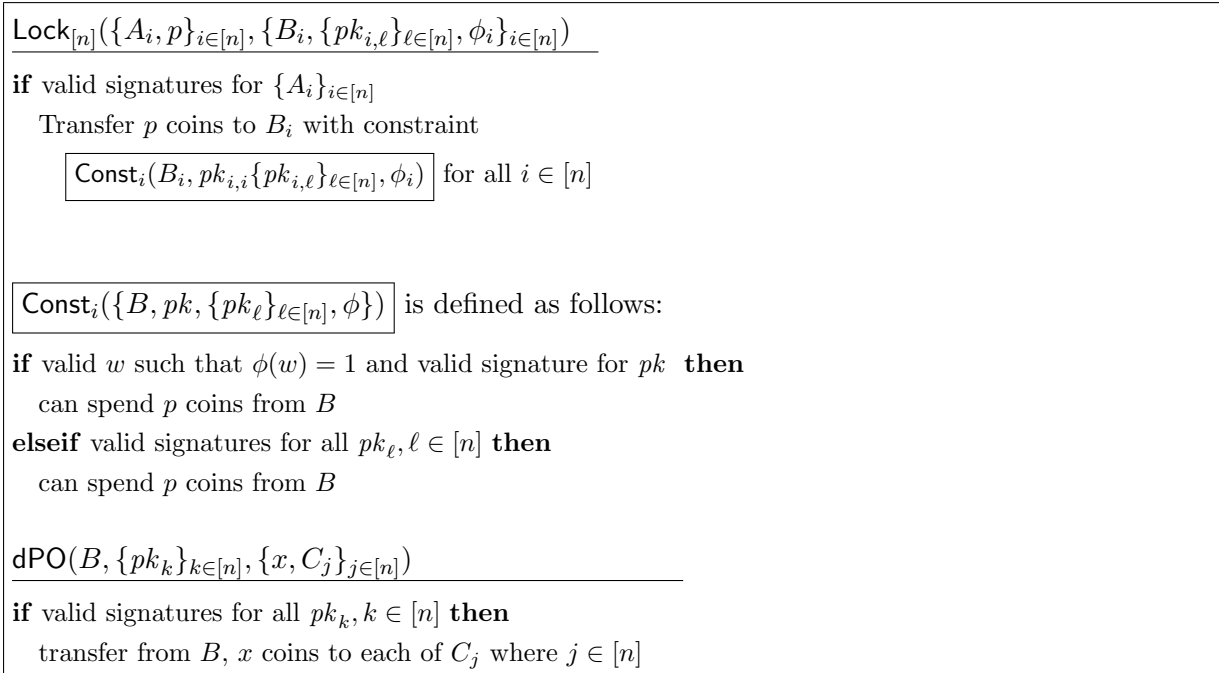 Lock_{[n]}({A_i, p}_{i∈[n]}, {B_i, {pk_{i,ℓ}}_{ℓ∈[n]}, ϕ_i}_{i∈[n]})
if valid signatures for {A_i}_{i∈[n]}
Transfer p coins to B_i with constraint
Const_i(B_i, pk_{i,i}{pk_{i,ℓ}}_{ℓ∈[n]}, ϕ_i) for all i ∈ [n]
Const_i({B, pk, {pk_ℓ}_{ℓ∈[n]}, ϕ}) is defined as follows:
if valid w such that ϕ(w) = 1 and valid signature for pk then
can spend p coins from B
elseif valid signatures for all pk_ℓ, ℓ ∈ [n] then
can spend p coins from B
dPO(B, {pk_k}_{k∈[n]}, {x, C_j}_{j∈[n]})
if valid signatures for all pk_k, k ∈ [n] then
transfer from B, x coins to each of C_j where j ∈ [n]